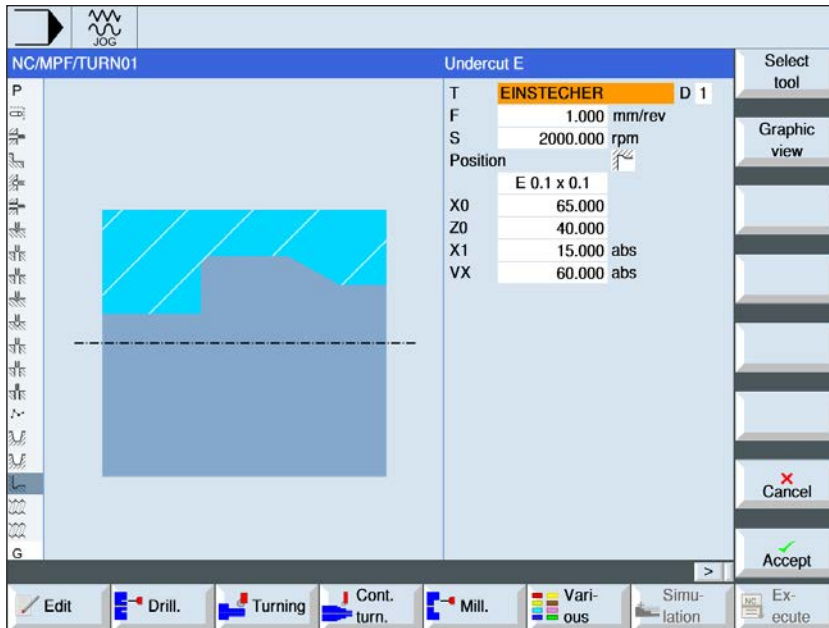 JOG
NC/MPF/TURN01
Undercut E
Select tool
P
T EINSTECHER D 1
F 1.000 mm/rev
S 2000.000 rpm
Graphic view
Position
E 0.1 x 0.1
X0 65.000
Z0 40.000
X1 15.000 abs
VX 60.000 abs
Cancel
G
Accept
>
Edit
Drill.
Turning
Cont. turn.
Mill.
Vari- ous
Simu- lation
NC
Ex- ecute